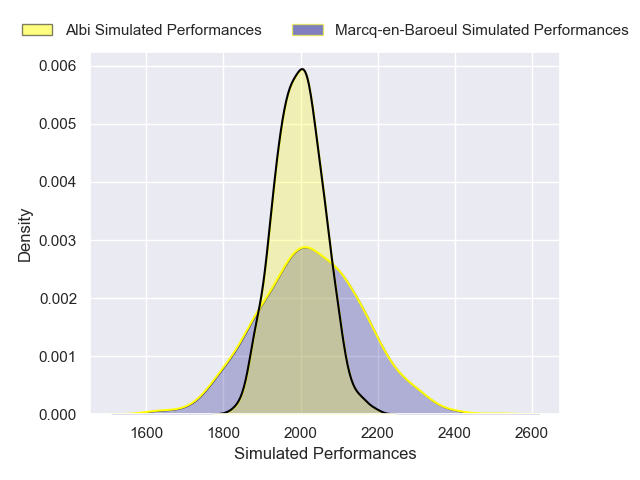 Albi Simulated Performances
Marcq-en-Baroeul Simulated Performances
0.006
0.005
0.004
0.003
0.002
0.001
0.000
Density
1600 1800 2000 2200 2400 2600
Simulated Performances